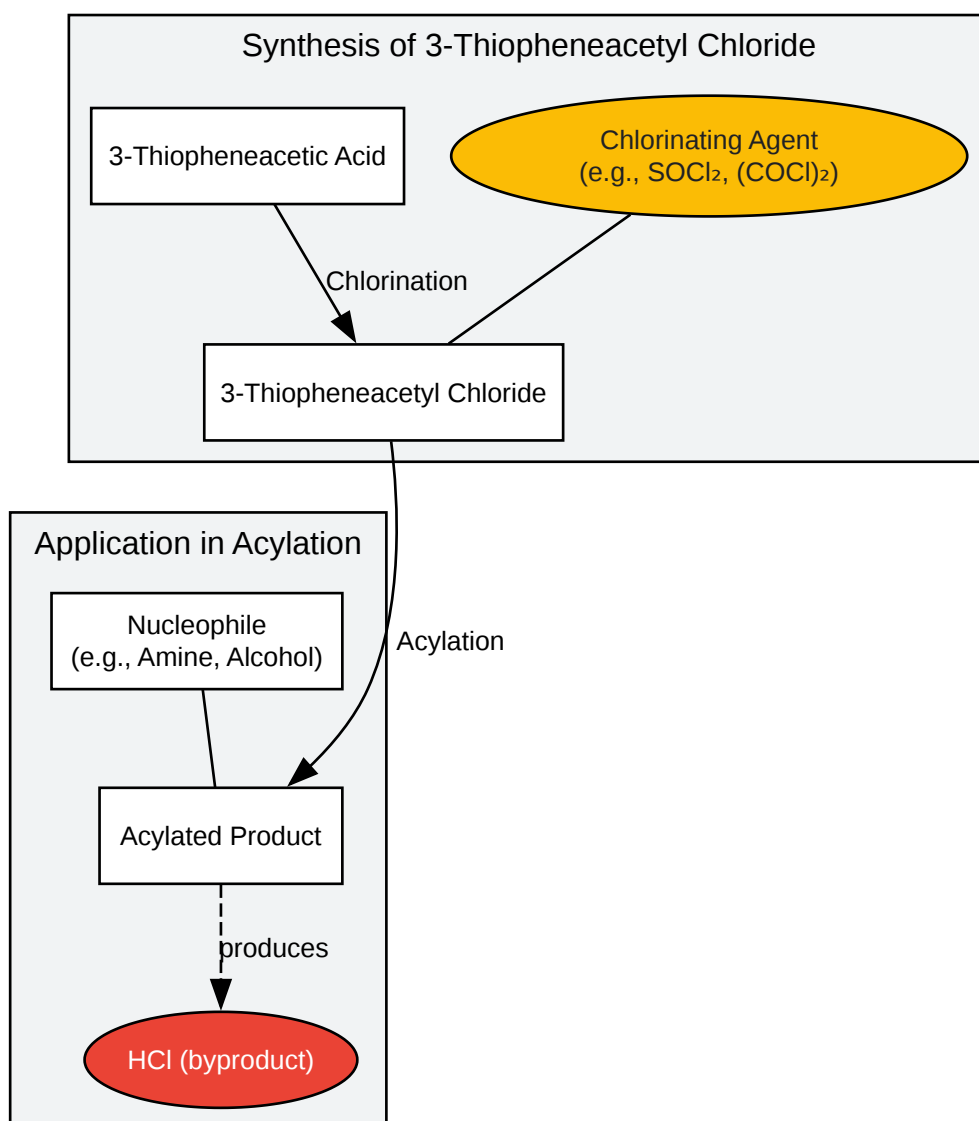 Synthesis of 3-Thiopheneacetyl Chloride
3-Thiopheneacetic Acid
Chlorinating Agent
(e.g., SOCl₂, (COCl)₂)
Chlorination
3-Thiopheneacetyl Chloride
Application in Acylation
Nucleophile
(e.g., Amine, Alcohol)
Acylation
Acylated Product
produces
HCl (byproduct)